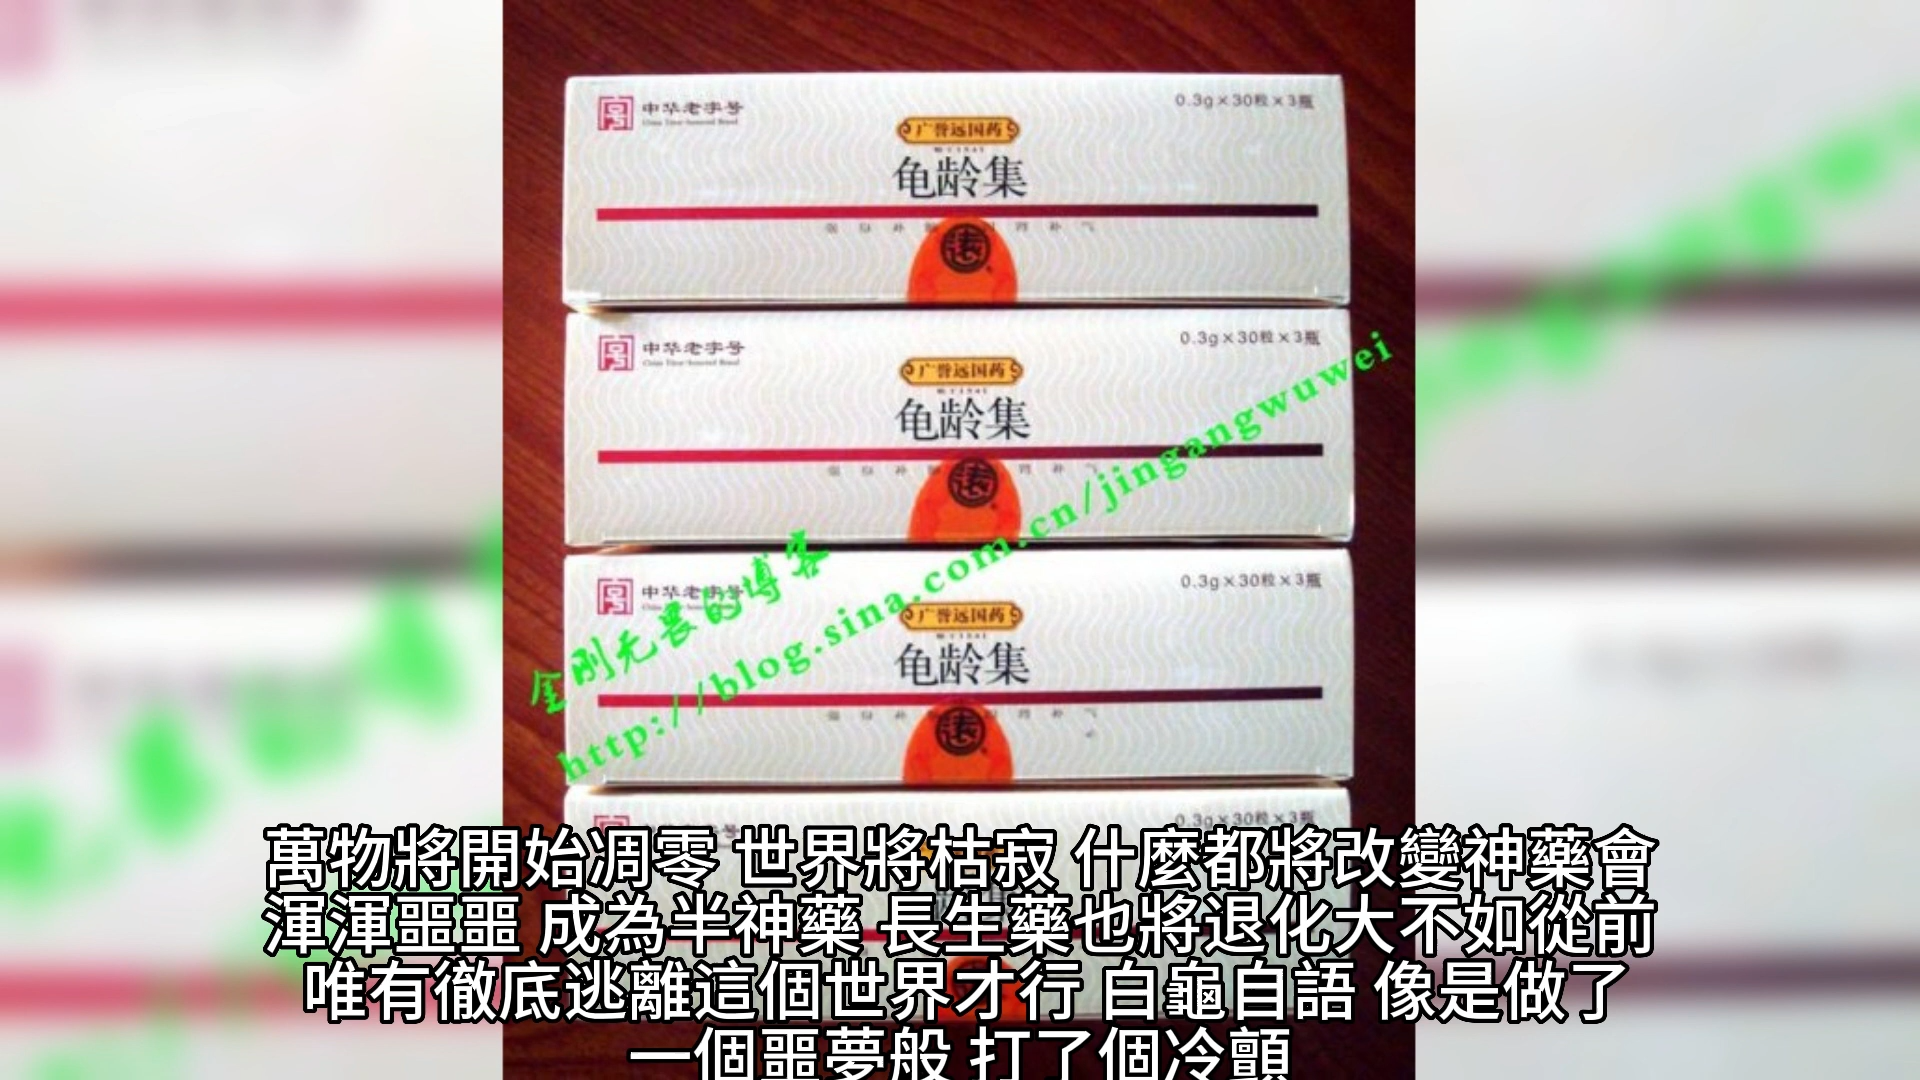 中华老字号
0.3g×30粒×3瓶
广誉远国药
龟龄集
中华老字号
0.3g×30粒×3瓶
广誉远国药
龟龄集
中华老字号
0.3g×30粒×3瓶
广誉远国药
龟龄集
金刚无畏的博客
http://blog.sina.com.cn/jingangwuwei
0.3g×30粒×3瓶
萬物將開始凋零 世界將枯寂 什麼都將改變神藥會
渾渾噩噩 成為半神藥 長生藥也將退化大不如從前
唯有徹底逃離這個世界才行 白龜自語 像是做了
一個噩夢般 打了個冷顫